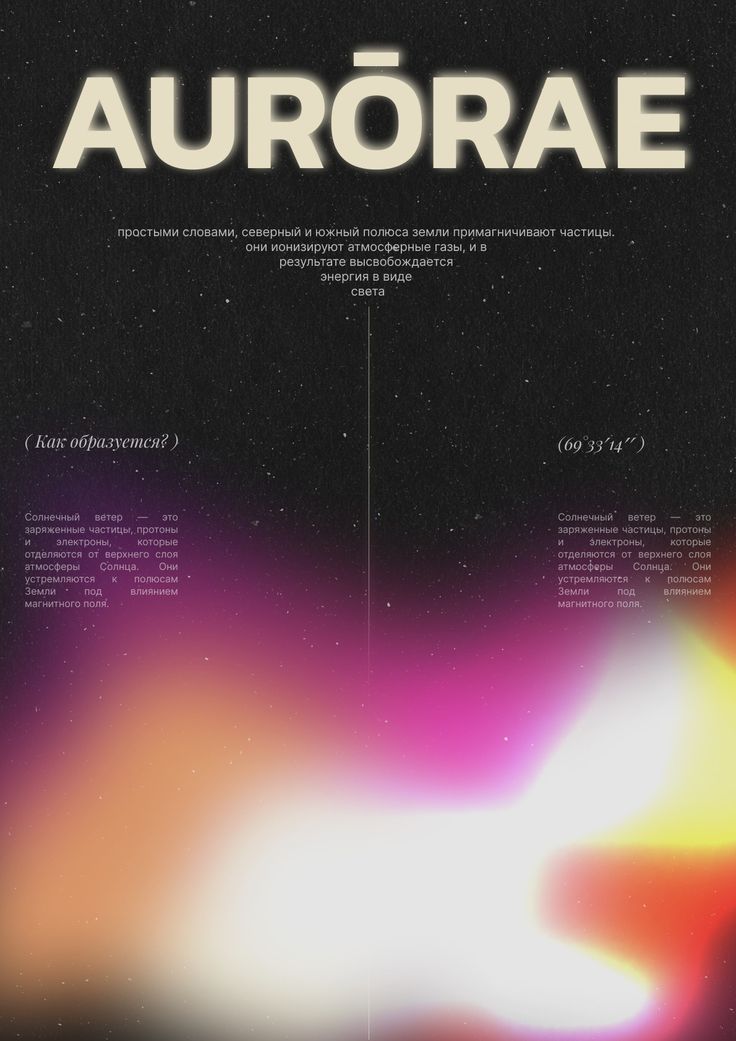 AURŌRAE
простыми словами, северный и южный полюса земли примагничивают частицы.
они ионизируют атмосферные газы, и в
результате высвобождается
энергия в виде
света
( Как образуется? )
Солнечный ветер — это
заряженные частицы, протоны
и электроны, которые
отделяются от верхнего слоя
атмосферы Солнца. Они
устремляются к полюсам
Земли под влиянием
магнитного поля.
(69°33′14′′ )
Солнечный ветер — это
заряженные частицы, протоны
и электроны, которые
отделяются от верхнего слоя
атмосферы Солнца. Они
устремляются к полюсам
Земли под влиянием
магнитного поля.